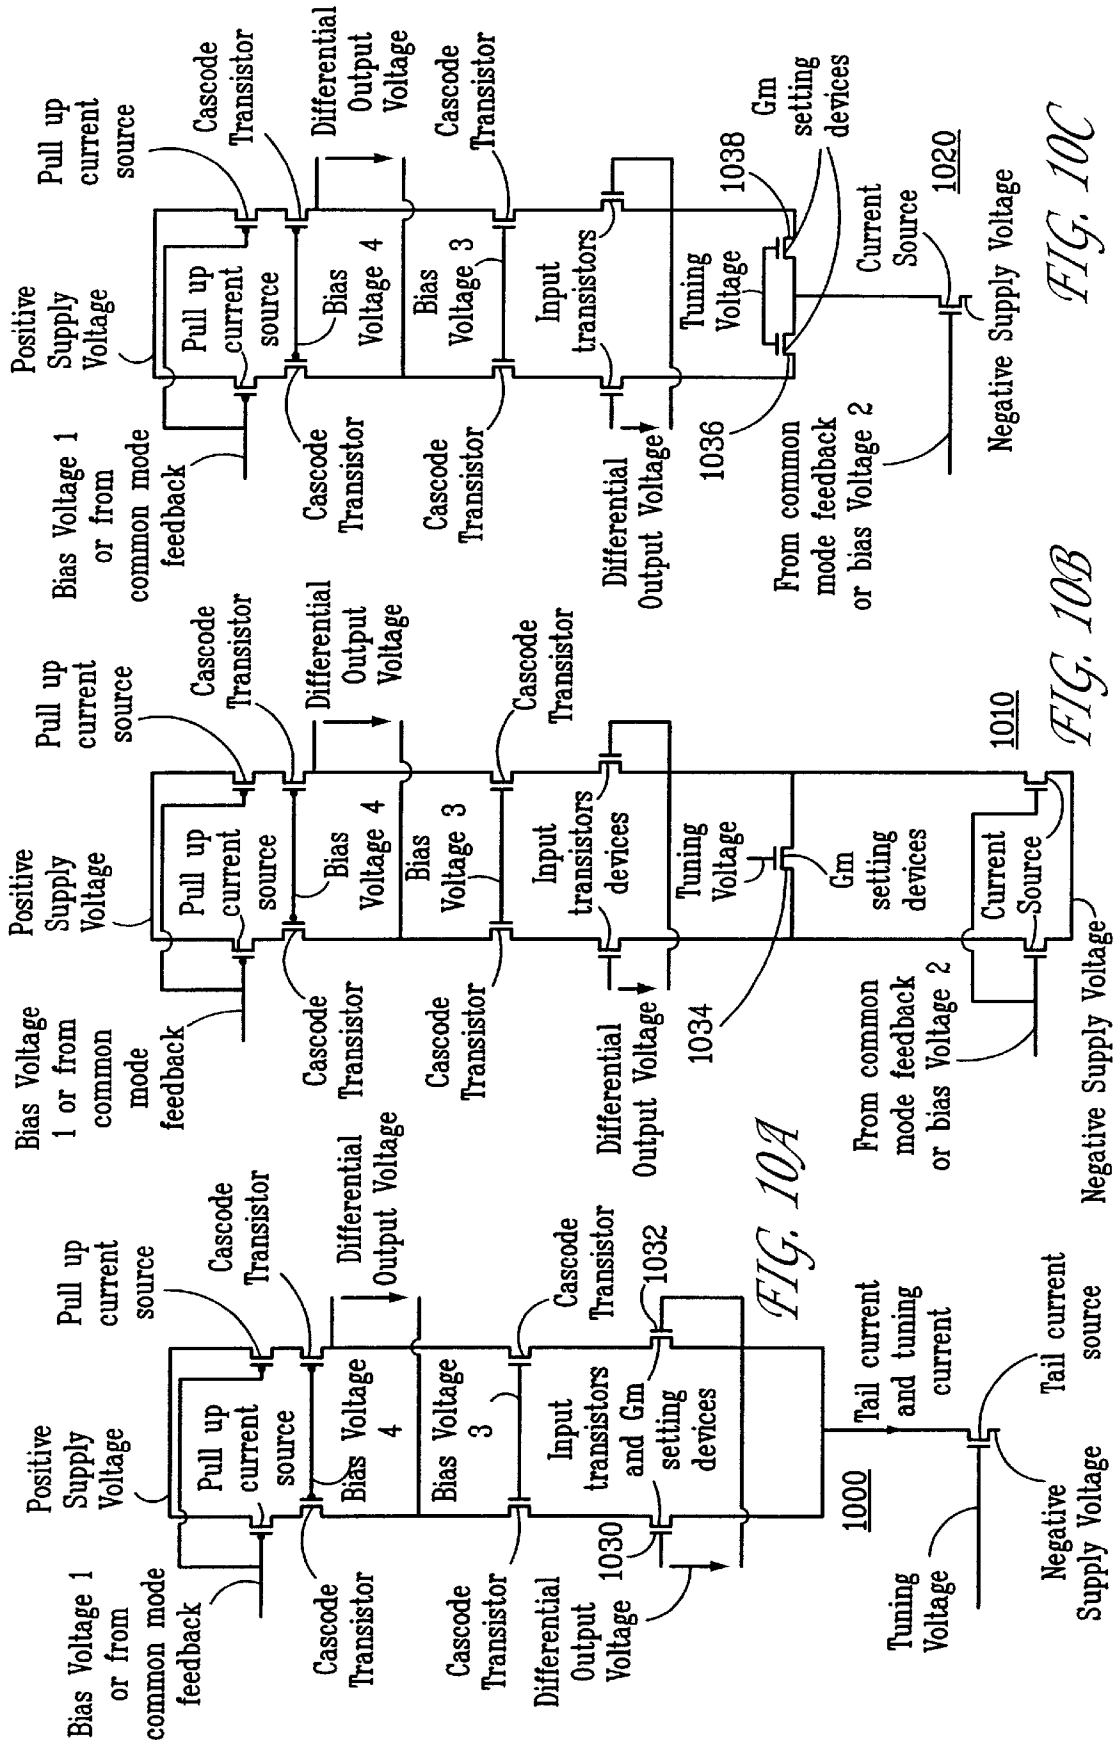 Positive
Supply
Voltage
Pull up
current
source
Bias Voltage 1
or from
common mode
feedback
Pull up
current
source
Cascode
Transistor
Cascode
Transistor
Bias Voltage
4
Differential
Output Voltage
Bias Voltage
3
Cascode
Transistor
Cascode
Transistor
Differential
Output
Voltage
1030
Input
transistors
and Gm
setting
devices
1032
FIG. 10A
1000
Tail current
and tuning
current
Tuning
Voltage
Tail current
source
Negative
Supply Voltage
Positive
Supply
Voltage
Pull up
current
source
Bias Voltage
1 or from
common
mode
feedback
Pull up
current
source
Cascode
Transistor
Cascode
Transistor
Bias
Voltage 4
Differential
Output
Voltage
Bias
Voltage 3
Cascode
Transistor
Cascode
Transistor
Input
transistors
devices
Differential
Output Voltage
Tuning
Voltage
1034
Gm
setting
devices
Current
Source
From common
mode feedback
or bias Voltage 2
Negative Supply Voltage
1010
FIG. 10B
Positive
Supply
Voltage
Pull up
current
source
Bias Voltage 1
or from
common mode
feedback
Pull up
current
source
Cascode
Transistor
Cascode
Transistor
Bias
Voltage 4
Differential
Output
Voltage
Bias
Voltage 3
Cascode
Transistor
Cascode
Transistor
Input
transistors
Differential
Output Voltage
Tuning
Voltage
1036
1038
Gm
setting
devices
From common
mode feedback
or bias Voltage 2
Current
Source
Negative Supply Voltage
1020
FIG. 10C